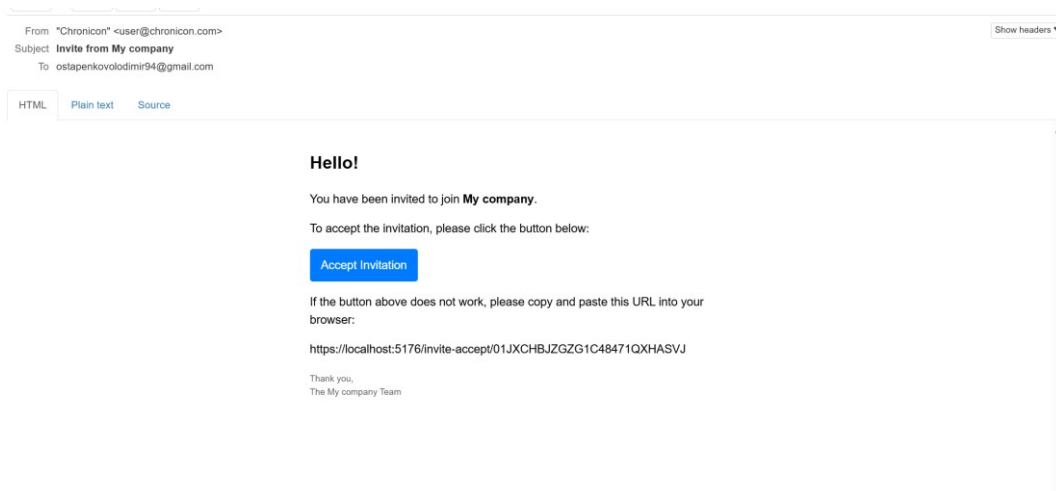 From "Chronicon" <user@chronicon.com>
Show headers
Subject Invite from My company
To ostapenkovolodimir94@gmail.com
HTML Plain text Source
Hello!
You have been invited to join My company.
To accept the invitation, please click the button below:
Accept Invitation
If the button above does not work, please copy and paste this URL into your
browser:
https://localhost:5176/invite-accept/01JXCHBJZGZG1C48471QXHASVJ
Thank you,
The My company Team